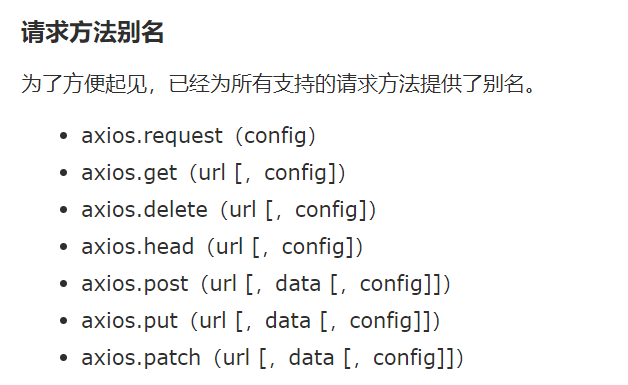 请求方法别名
为了方便起见，已经为所有支持的请求方法提供了别名。
• axios.request（config）
• axios.get（url [，config]）
• axios.delete（url [，config]）
• axios.head（url [，config]）
• axios.post（url [，data [，config]]）
• axios.put（url [，data [，config]]）
• axios.patch（url [，data [，config]]）